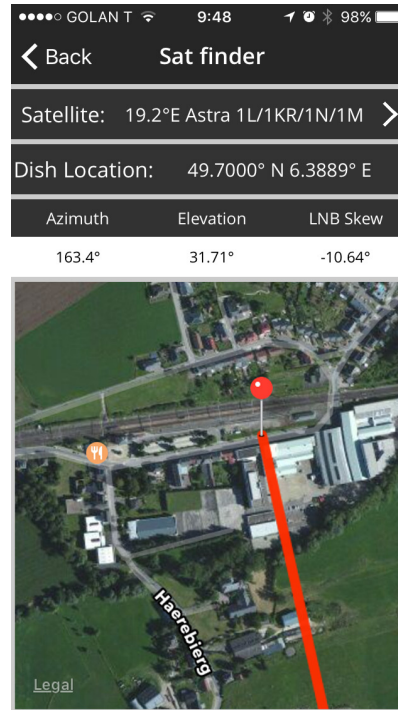 GOLAN T 9:48 98%
Back Sat finder
Satellite: 19.2°E Astra 1L/1KR/1N/1M
Dish Location: 49.7000° N 6.3889° E
Azimuth Elevation LNB Skew
163.4° 31.71° -10.64°
Haerebierg
Legal